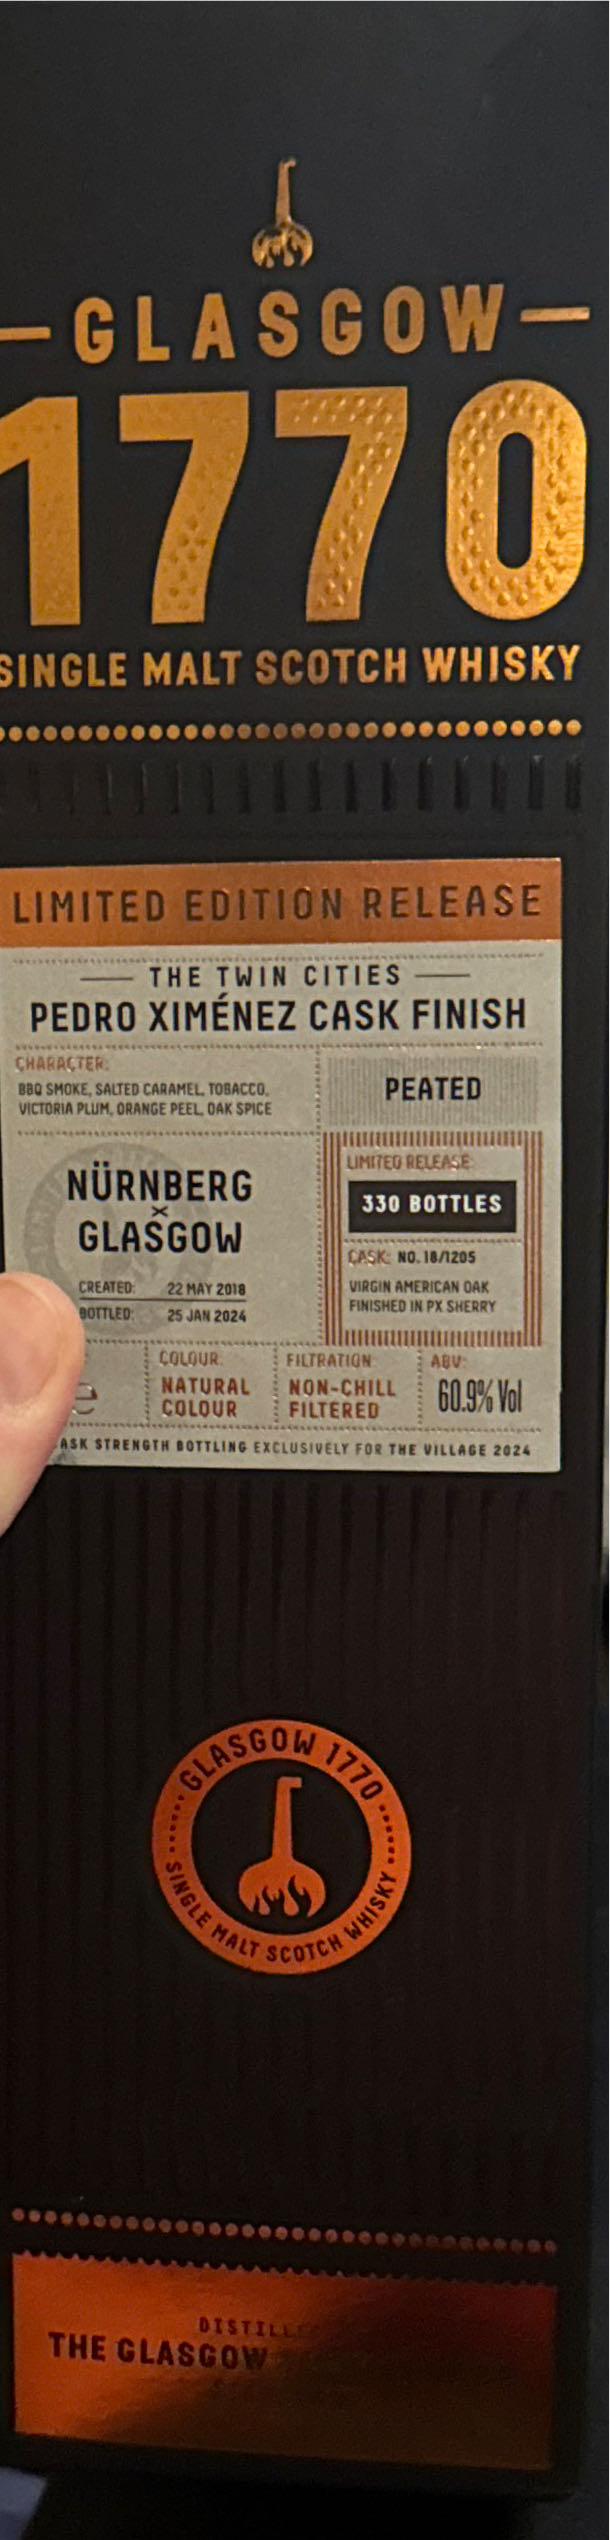 GLASGOW
1770
SINGLE MALT SCOTCH WHISKY
LIMITED EDITION RELEASE
THE TWIN CITIES
PEDRO XIMÉNEZ CASK FINISH
CHARACTER:
BBQ SMOKE, SALTED CARAMEL, TOBACCO,
VICTORIA PLUM, ORANGE PEEL, OAK SPICE
PEATED
NÜRNBERG
×
GLASGOW
CREATED: 22 MAY 2018
BOTTLED: 25 JAN 2024
LIMITED RELEASE:
330 BOTTLES
CASK: NO. 18/1205
VIRGIN AMERICAN OAK
FINISHED IN PX SHERRY
e
COLOUR:
NATURAL
COLOUR
FILTRATION:
NON-CHILL
FILTERED
ABV:
60.9% Vol
ASK STRENGTH BOTTLING EXCLUSIVELY FOR THE VILLAGE 2024
GLASGOW 1770
SINGLE MALT SCOTCH WHISKY
DISTILL
THE GLASGOW